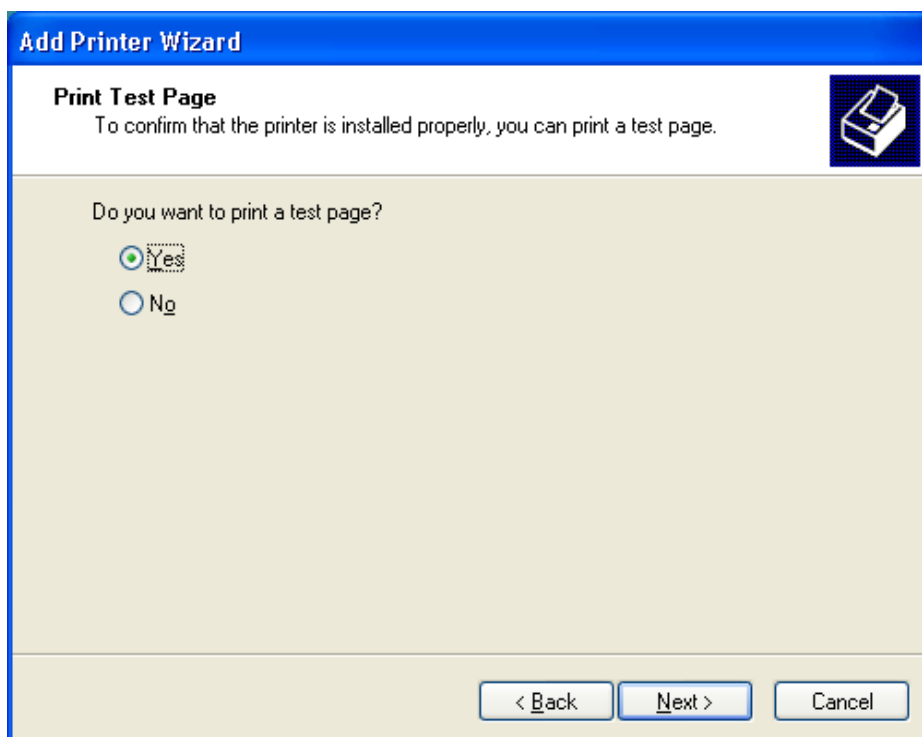 Add Printer Wizard
Print Test Page
To confirm that the printer is installed properly, you can print a test page.
Do you want to print a test page?
Yes
No
< Back Next > Cancel